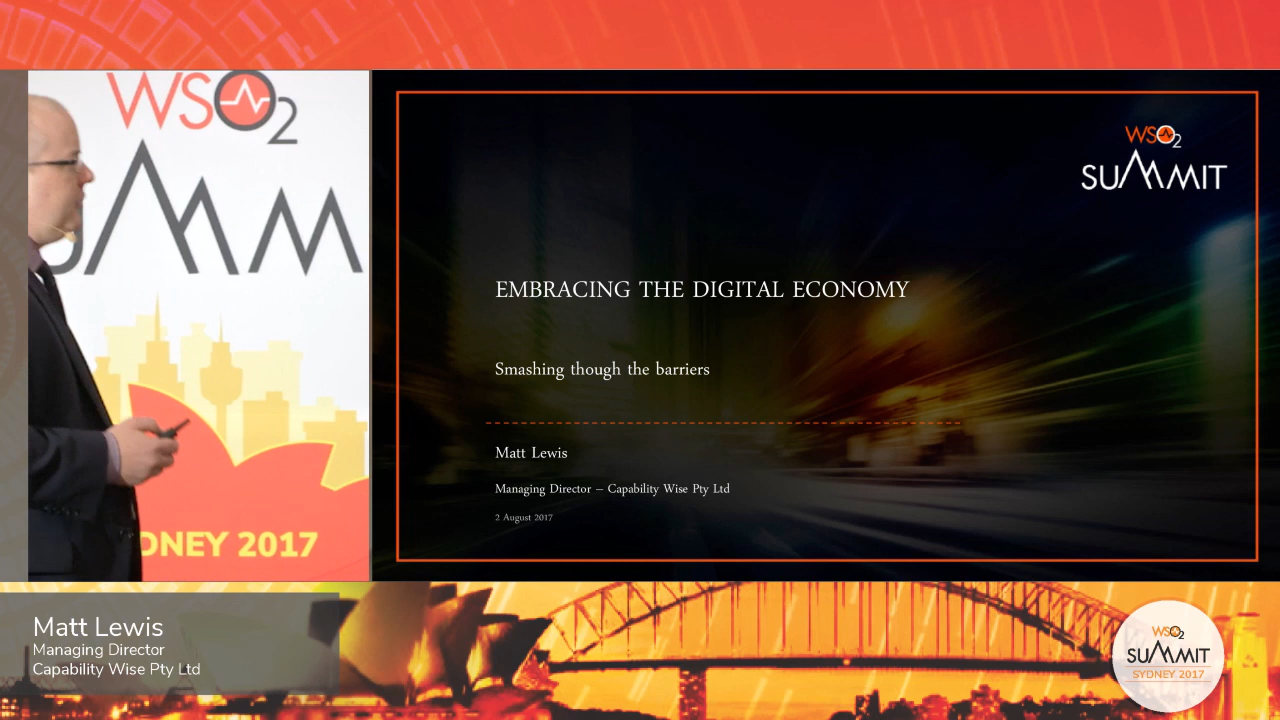 WSO2
SUMM
DNEY 2017
WSO2
SUMMIT
EMBRACING THE DIGITAL ECONOMY
Smashing though the barriers
Matt Lewis
Managing Director – Capability Wise Pty Ltd
2 August 2017
Matt Lewis
Managing Director
Capability Wise Pty Ltd
WSO2
SUMMIT
SYDNEY 2017